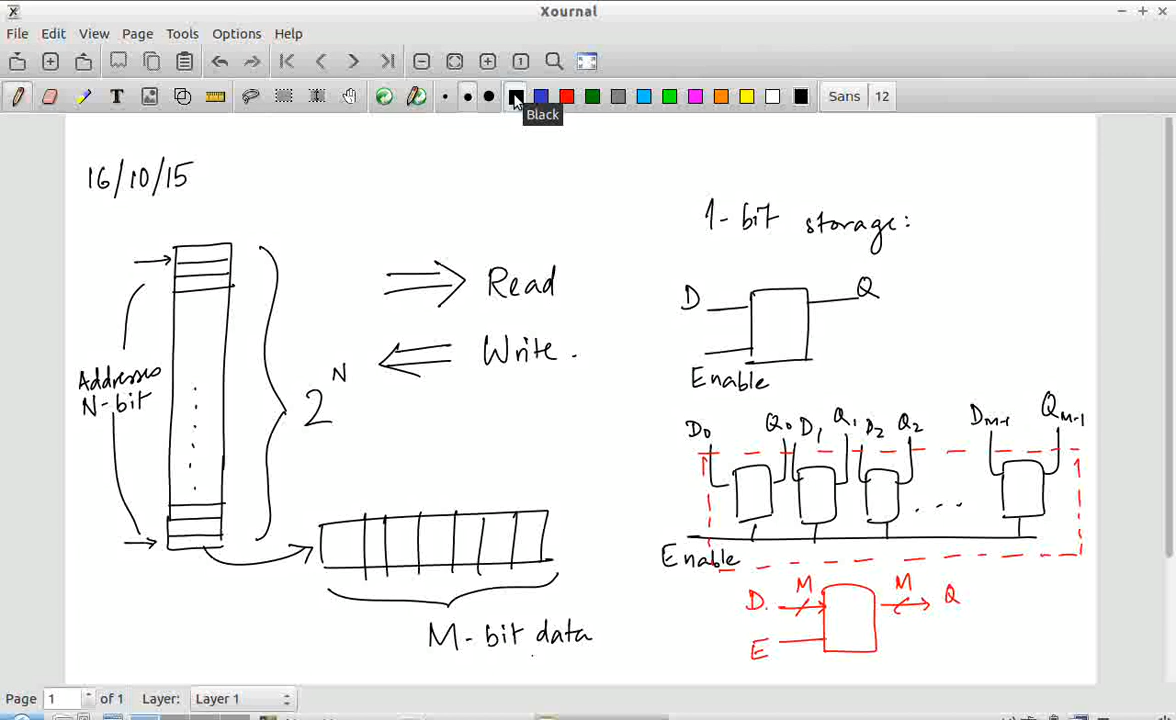 Xournal
File Edit View Page Tools Options Help
Sans 12
Black
16/10/15
1-bit storage:
D Q
Enable
Read
Write.
Addresses
N-bit
2^N
D0 Q0 D1 Q1 D2 Q2 DM-1 QM-1
...
Enable
D. M M Q
E
M-bit data
Page 1 of 1 Layer: Layer 1